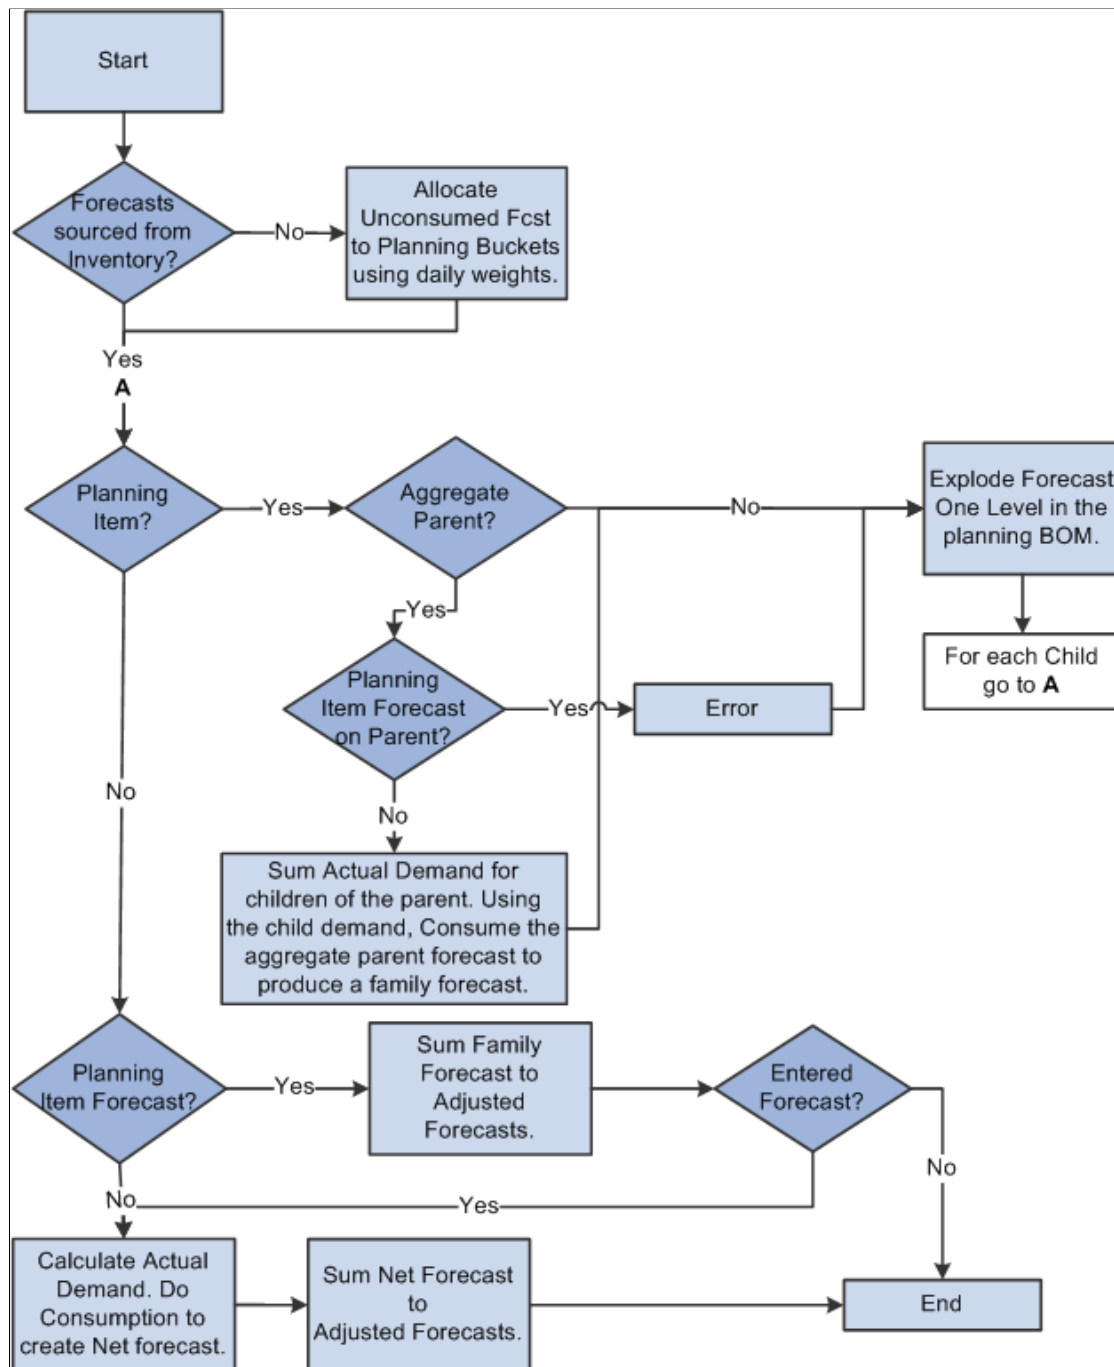 Start
Forecasts
sourced from
Inventory?
No
Allocate
Unconsumed Fcst
to Planning Buckets
using daily weights.
Yes
A
Planning
Item?
Yes
Aggregate
Parent?
No
Explode Forecast
One Level in the
planning BOM.
Yes
For each Child
go to A
Planning
Item Forecast
on Parent?
Yes
Error
No
No
Sum Actual Demand for
children of the parent. Using
the child demand, Consume the
aggregate parent forecast to
produce a family forecast.
Planning
Item Forecast?
Yes
Sum Family
Forecast to
Adjusted
Forecasts.
Entered
Forecast?
No
No
Yes
Calculate Actual
Demand. Do
Consumption to
create Net forecast.
Sum Net Forecast
to
Adjusted Forecasts.
End